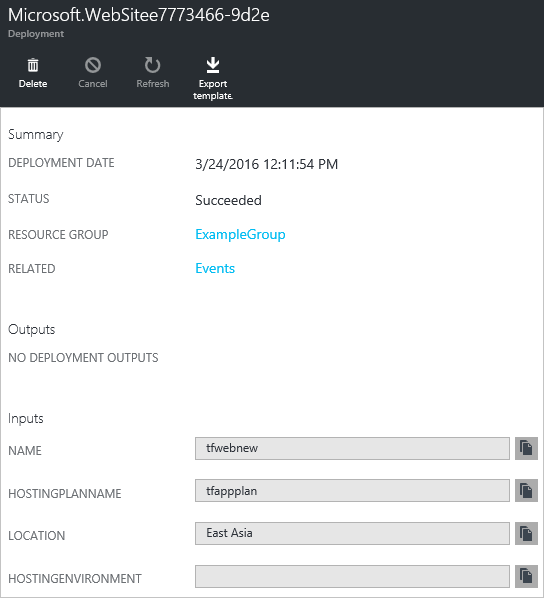 Microsoft.WebSitee7773466-9d2e
Deployment
Delete
Cancel
Refresh
Export
template.
Summary
DEPLOYMENT DATE 3/24/2016 12:11:54 PM
STATUS Succeeded
RESOURCE GROUP ExampleGroup
RELATED Events
Outputs
NO DEPLOYMENT OUTPUTS
Inputs
NAME tfwebnew
HOSTINGPLANNAME tfappplan
LOCATION East Asia
HOSTINGENVIRONMENT